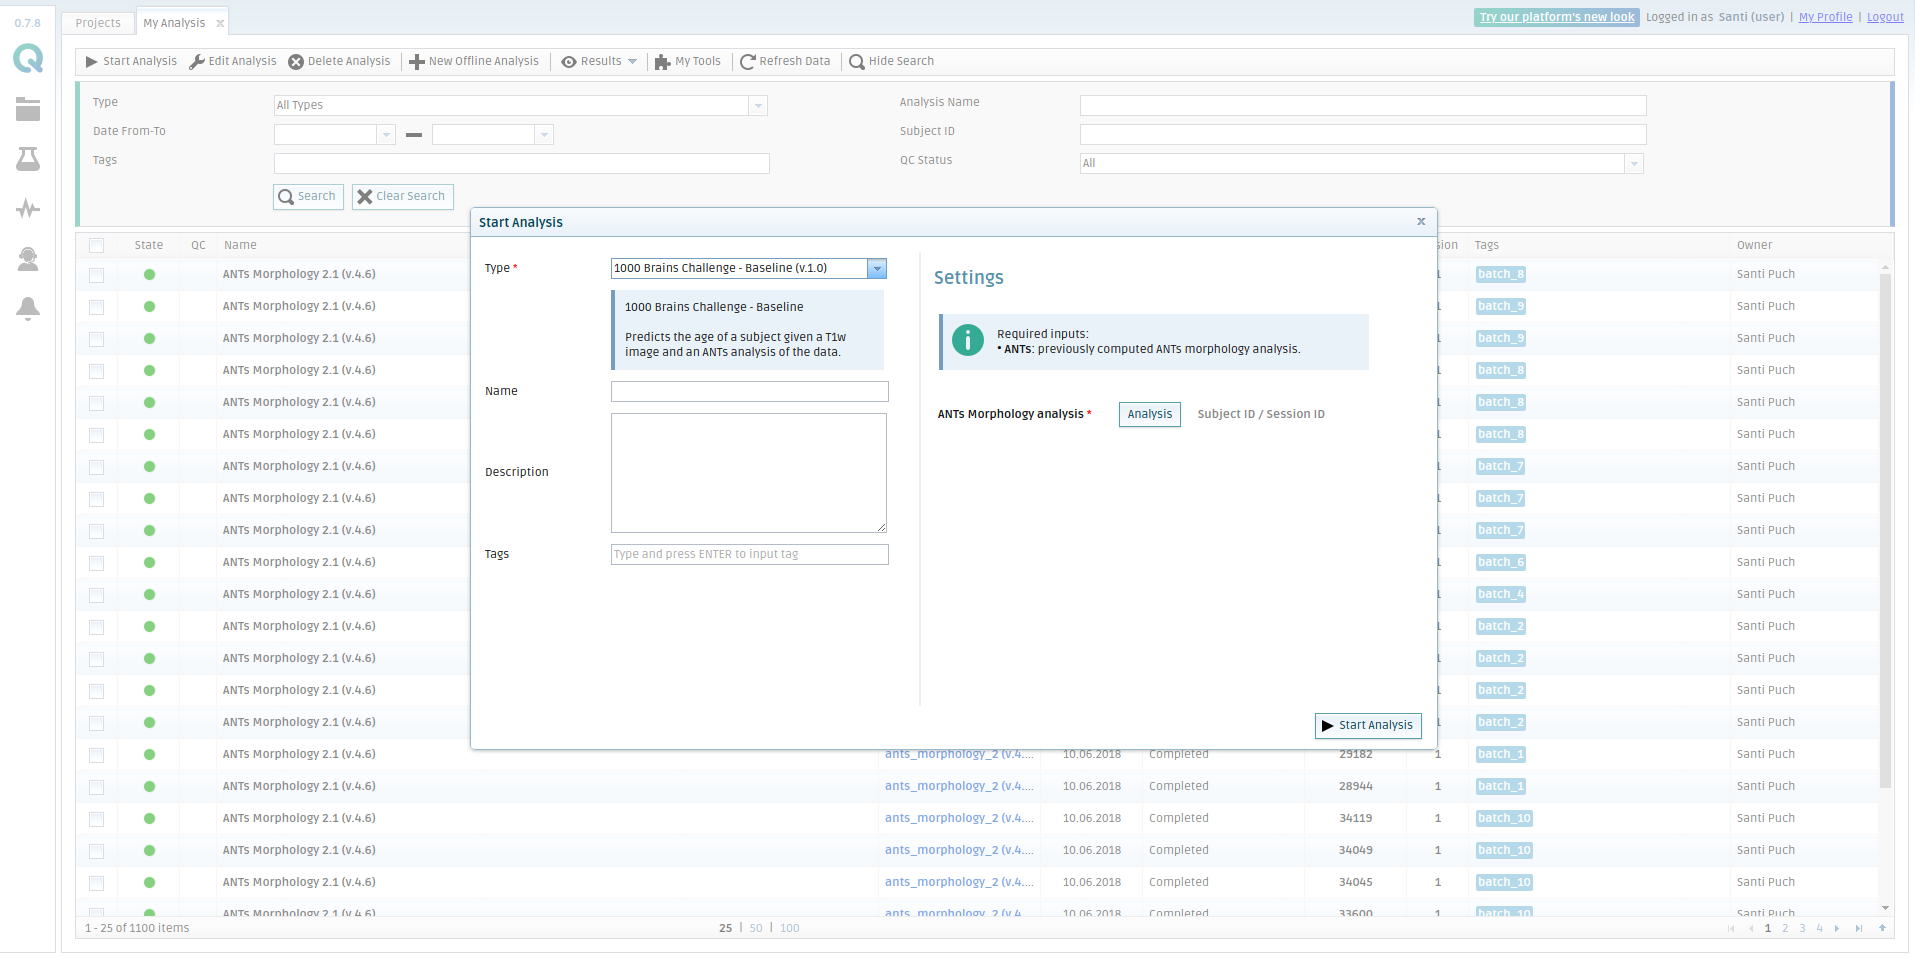 0.7.8
Projects
My Analysis x
Try our platform's new look Logged in as Santi (user) | My Profile | Logout
Start Analysis Edit Analysis Delete Analysis New Offline Analysis Results My Tools Refresh Data Hide Search
Type All Types Analysis Name
Date From-To Subject ID
Tags QC Status All
Search Clear Search
Start Analysis x
Type * 1000 Brains Challenge - Baseline (v.1.0)
1000 Brains Challenge - Baseline
Predicts the age of a subject given a T1w
image and an ANTs analysis of the data.
Name
Description
Tags Type and press ENTER to input tag
Settings
Required inputs:
• ANTs: previously computed ANTs morphology analysis.
ANTs Morphology analysis * Analysis Subject ID / Session ID
Start Analysis
State QC Name sion Tags Owner
ANTs Morphology 2.1 (v.4.6) 1 batch_8 Santi Puch
ANTs Morphology 2.1 (v.4.6) 1 batch_9 Santi Puch
ANTs Morphology 2.1 (v.4.6) 1 batch_9 Santi Puch
ANTs Morphology 2.1 (v.4.6) 1 batch_8 Santi Puch
ANTs Morphology 2.1 (v.4.6) 1 batch_8 Santi Puch
ANTs Morphology 2.1 (v.4.6) 1 batch_8 Santi Puch
ANTs Morphology 2.1 (v.4.6) 1 batch_7 Santi Puch
ANTs Morphology 2.1 (v.4.6) 1 batch_7 Santi Puch
ANTs Morphology 2.1 (v.4.6) 1 batch_7 Santi Puch
ANTs Morphology 2.1 (v.4.6) 1 batch_6 Santi Puch
ANTs Morphology 2.1 (v.4.6) 1 batch_4 Santi Puch
ANTs Morphology 2.1 (v.4.6) 1 batch_2 Santi Puch
ANTs Morphology 2.1 (v.4.6) 1 batch_2 Santi Puch
ANTs Morphology 2.1 (v.4.6) 1 batch_2 Santi Puch
ANTs Morphology 2.1 (v.4.6) 1 batch_2 Santi Puch
ANTs Morphology 2.1 (v.4.6) ants_morphology_2 (v.4.... 10.06.2018 Completed 29182 1 batch_1 Santi Puch
ANTs Morphology 2.1 (v.4.6) ants_morphology_2 (v.4.... 10.06.2018 Completed 28944 1 batch_1 Santi Puch
ANTs Morphology 2.1 (v.4.6) ants_morphology_2 (v.4.... 10.06.2018 Completed 34119 1 batch_10 Santi Puch
ANTs Morphology 2.1 (v.4.6) ants_morphology_2 (v.4.... 10.06.2018 Completed 34049 1 batch_10 Santi Puch
ANTs Morphology 2.1 (v.4.6) ants_morphology_2 (v.4.... 10.06.2018 Completed 34045 1 batch_10 Santi Puch
ANTs Morphology 2.1 (v.4.6) ants_morphology_2 (v.4.... 10.06.2018 Completed 33600 1 batch_10 Santi Puch
1 - 25 of 1100 items 25 | 50 | 100 1 2 3 4